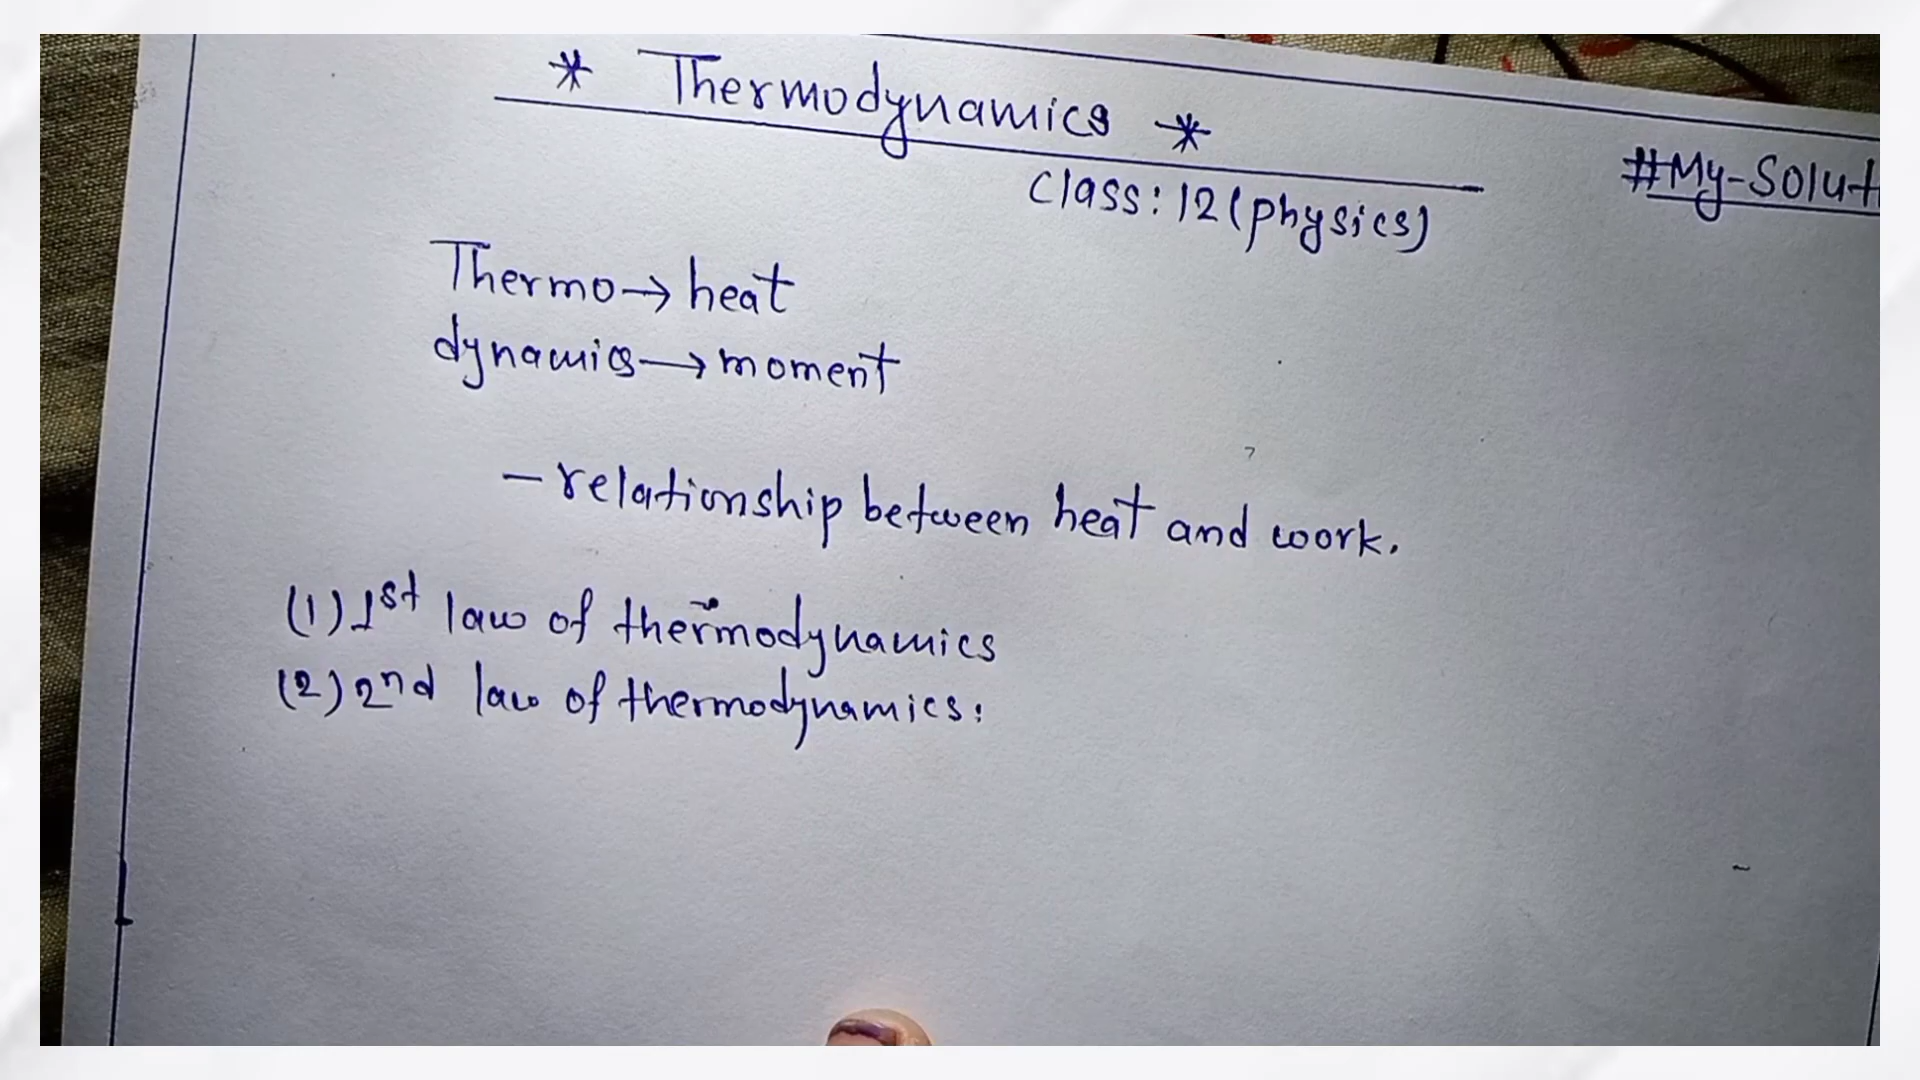 * Thermodynamics *
Class: 12 (physics)
#My-Solut
Thermo → heat
dynamics → moment
- relationship between heat and work.
(1) 1st law of thermodynamics
(2) 2nd law of thermodynamics: